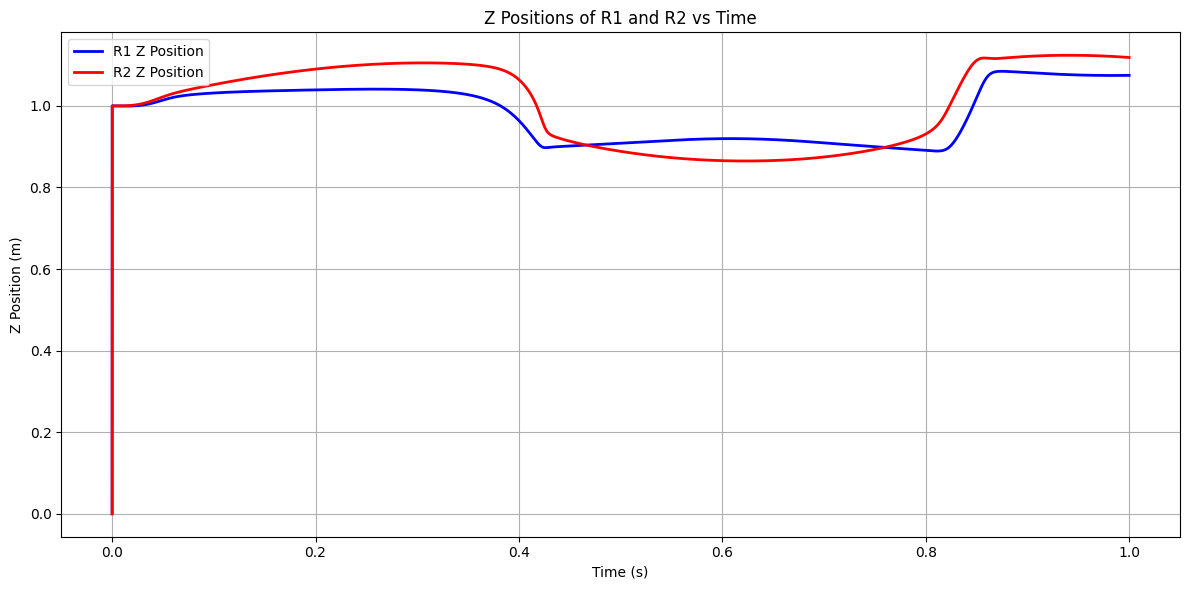 Z Positions of R1 and R2 vs Time
R1 Z Position
R2 Z Position
Z Position (m)
1.0
0.8
0.6
0.4
0.2
0.0
0.0 0.2 0.4 0.6 0.8 1.0
Time (s)